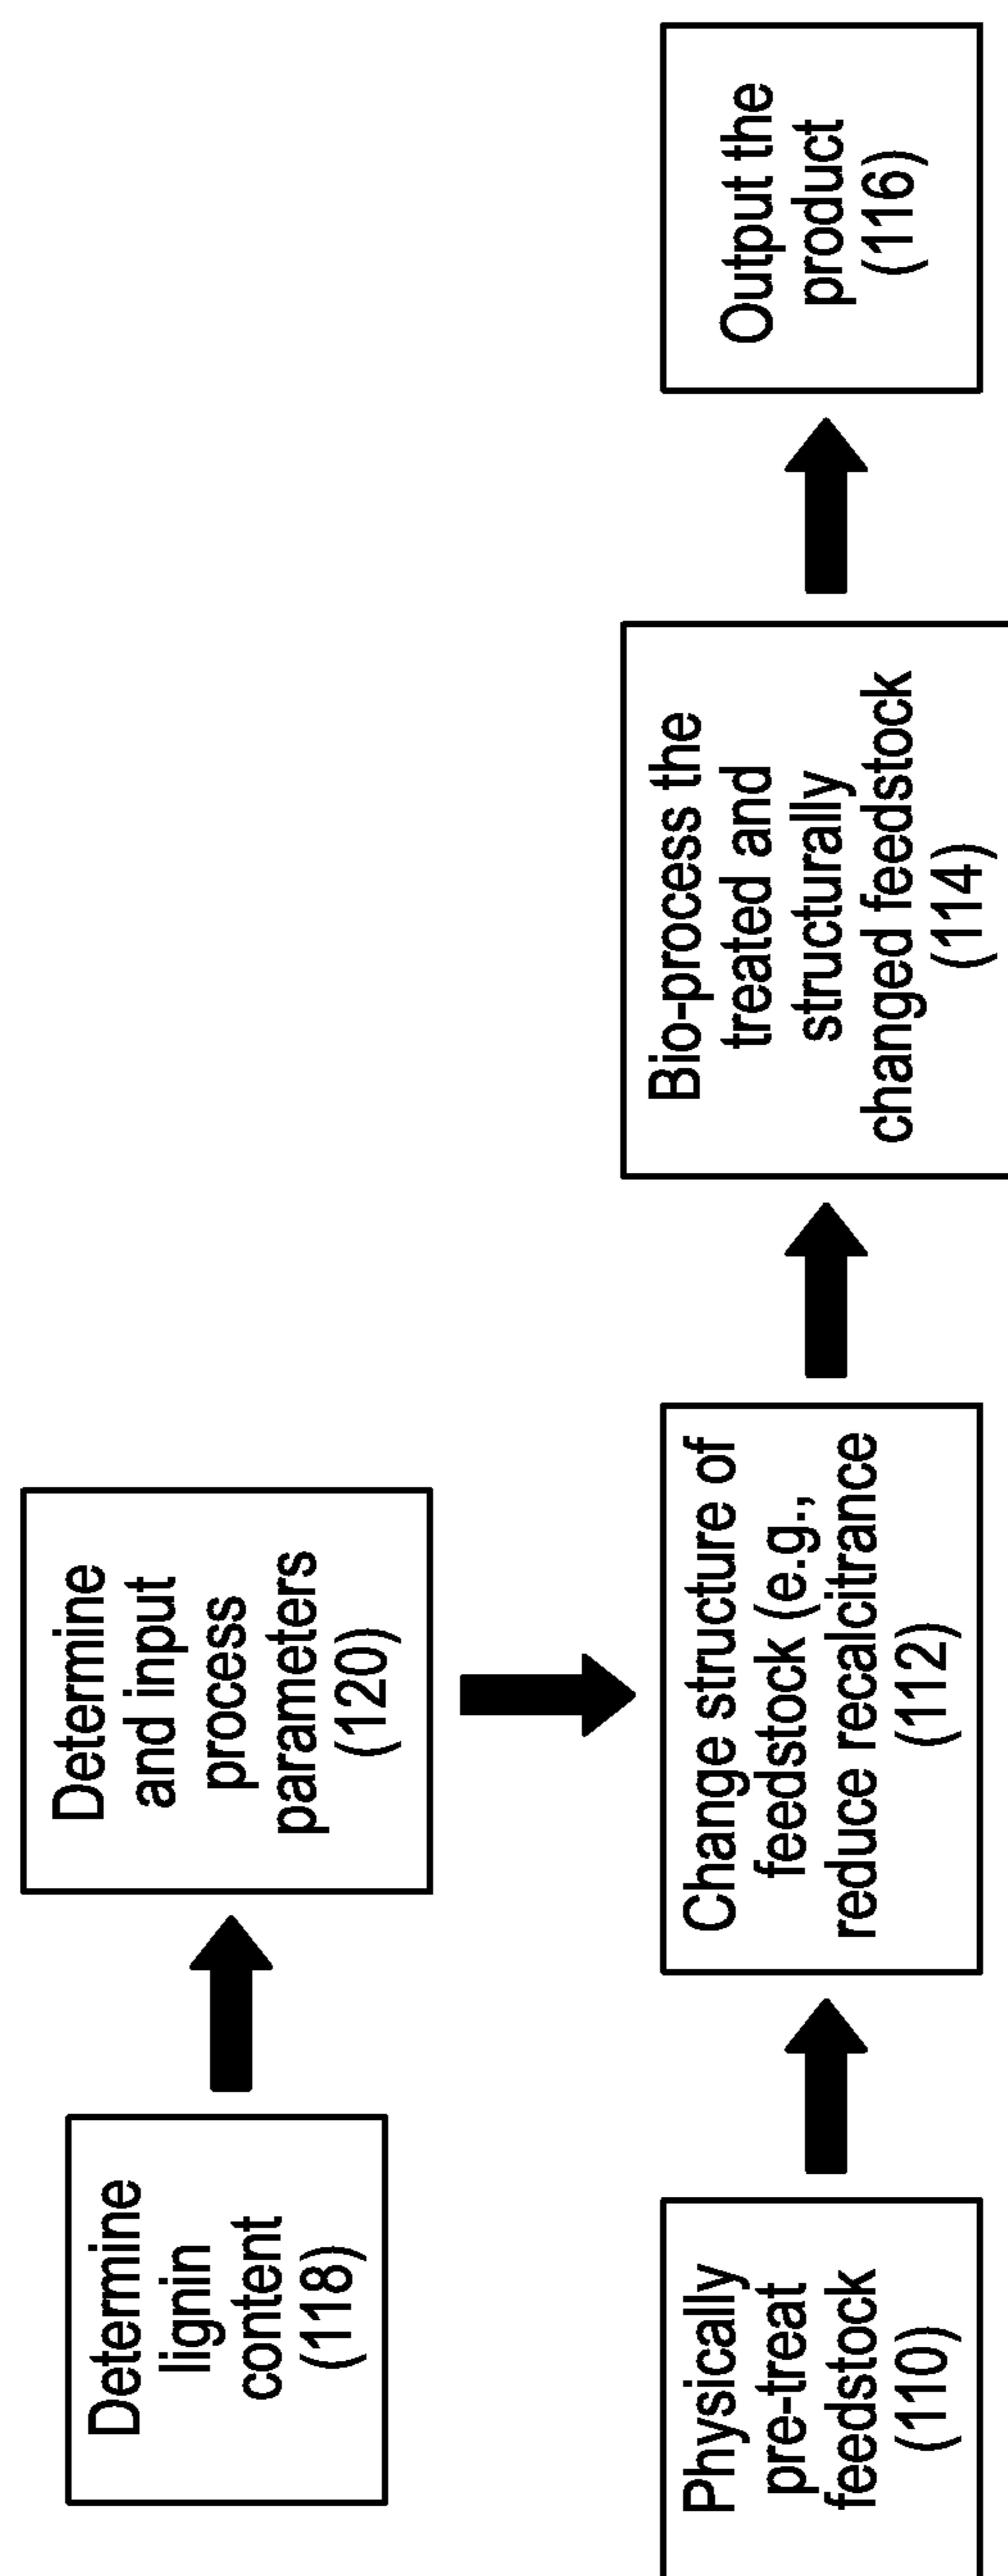 Determine
lignin
content
(118)
Determine
and input
process
parameters
(120)
Physically
pre-treat
feedstock
(110)
Change structure of
feedstock (e.g.,
reduce recalcitrance
(112)
Bio-process the
treated and
structurally
changed feedstock
(114)
Output the
product
(116)